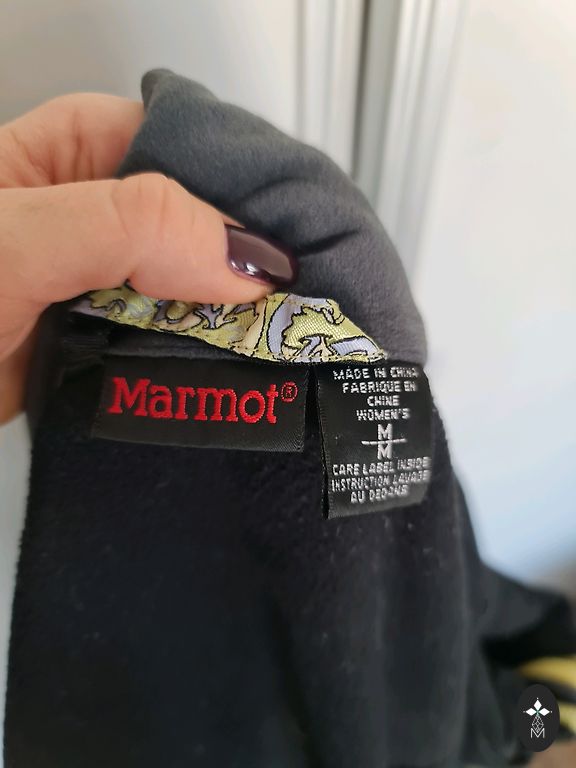 Marmot®
MADE IN CHINA
FABRIQUE EN
CHINE
WOMEN'S
M
M
CARE LABEL INSIDE
INSTRUCTION LAVAGE
AU DEDANS